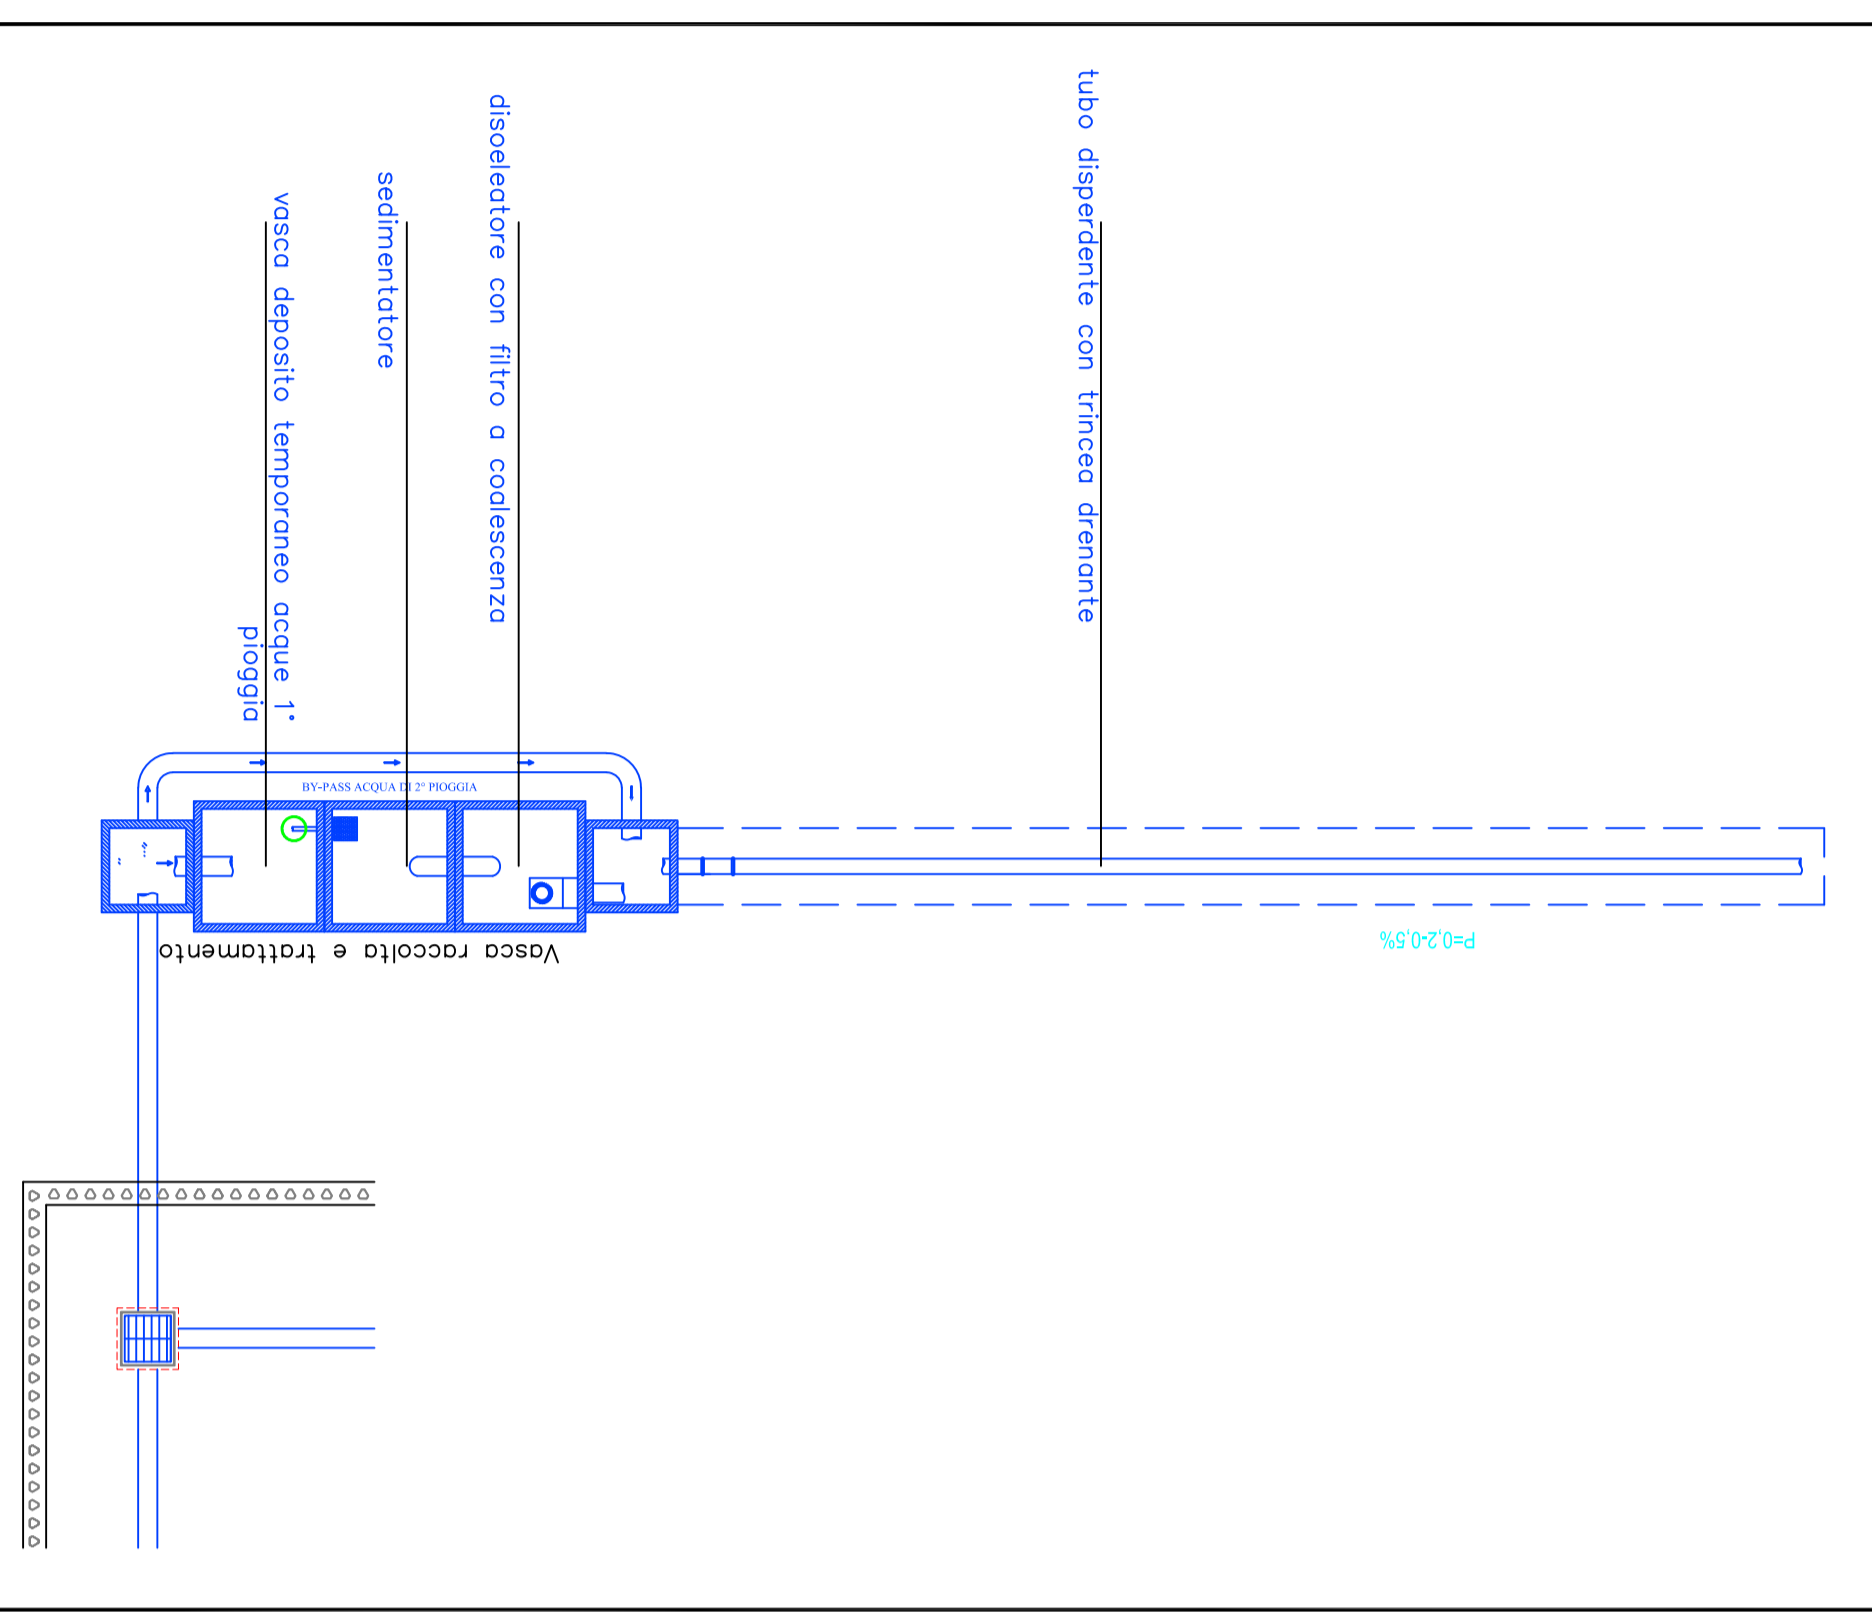 tubo disperdente con trincea drenante
disoeleatore con filtro a coalescenza
sedimentatore
vasca deposito temporaneo acque 1°
pioggia
BY-PASS ACQUA DI 2° PIOGGIA
Vasca raccolta e trattamento
P=0,2-0,5%